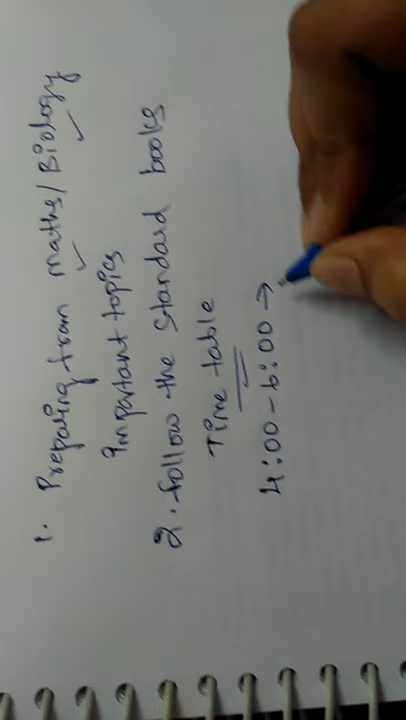 1. Preparing from maths/Biology
important topics
2. follow the standard books
Time table
4:00 - 6:00 →